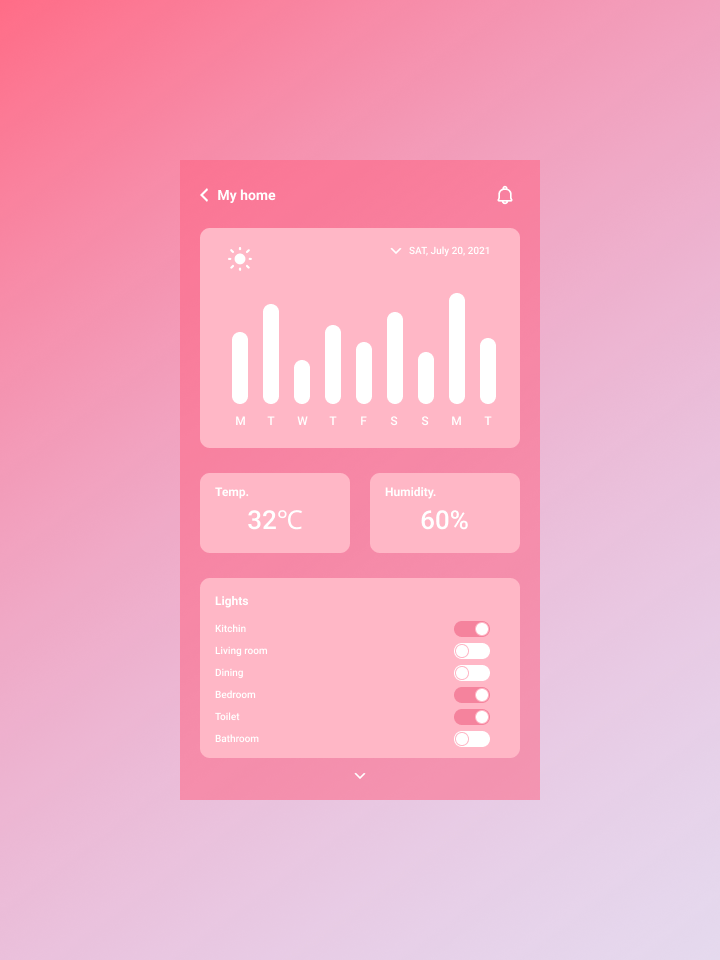 My home
SAT, July 20, 2021
M T W T F S S M T
Temp.
32℃
Humidity.
60%
Lights
Kitchin
Living room
Dining
Bedroom
Toilet
Bathroom